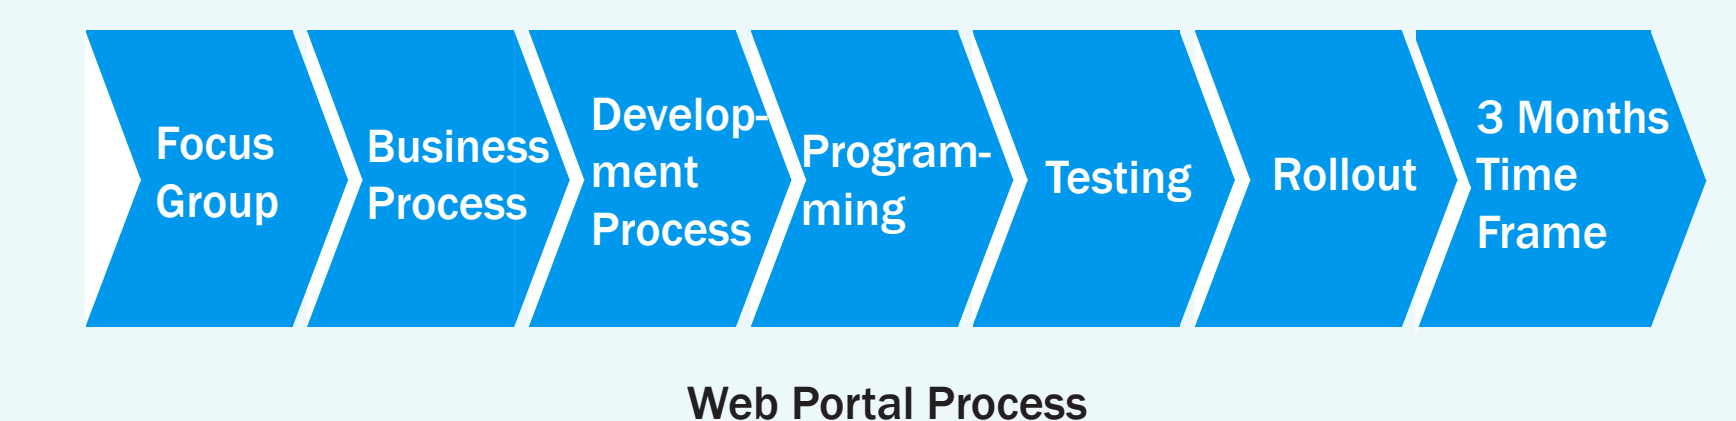 Focus
Group
Business
Process
Develop-
ment
Process
Program-
ming
Testing
Rollout
3 Months
Time
Frame
Web Portal Process